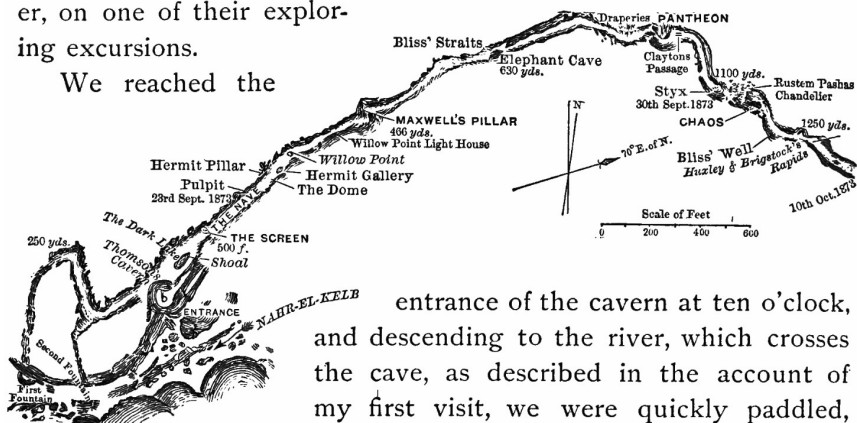 er, on one of their explor-
ing excursions.
We reached the
Draperies PANTHEON
Bliss' Straits
Elephant Cave
630 yds.
Claytons
Passage
1100 yds.
Rustem Pashas
Chandelier
Styx
30th Sept. 1873
CHAOS
1250 yds.
Bliss' Well
Huxley & Brigstock's
Rapids
10th Oct. 1873
MAXWELL'S PILLAR
466 yds.
Willow Point Light House
Willow Point
Hermit Pillar
Hermit Gallery
Pulpit
The Dome
23rd Sept. 1873
THE NAVE
N
70° E. of N.
Scale of Feet
0 200 400 600
The Dark Lake
THE SCREEN
500 f.
Shoal
250 yds.
Thomson's
Cavern
b
ENTRANCE
NAHR-EL-KELB
Second Fountain
First
Fountain
entrance of the cavern at ten o'clock,
and descending to the river, which crosses
the cave, as described in the account of
my first visit, we were quickly paddled,